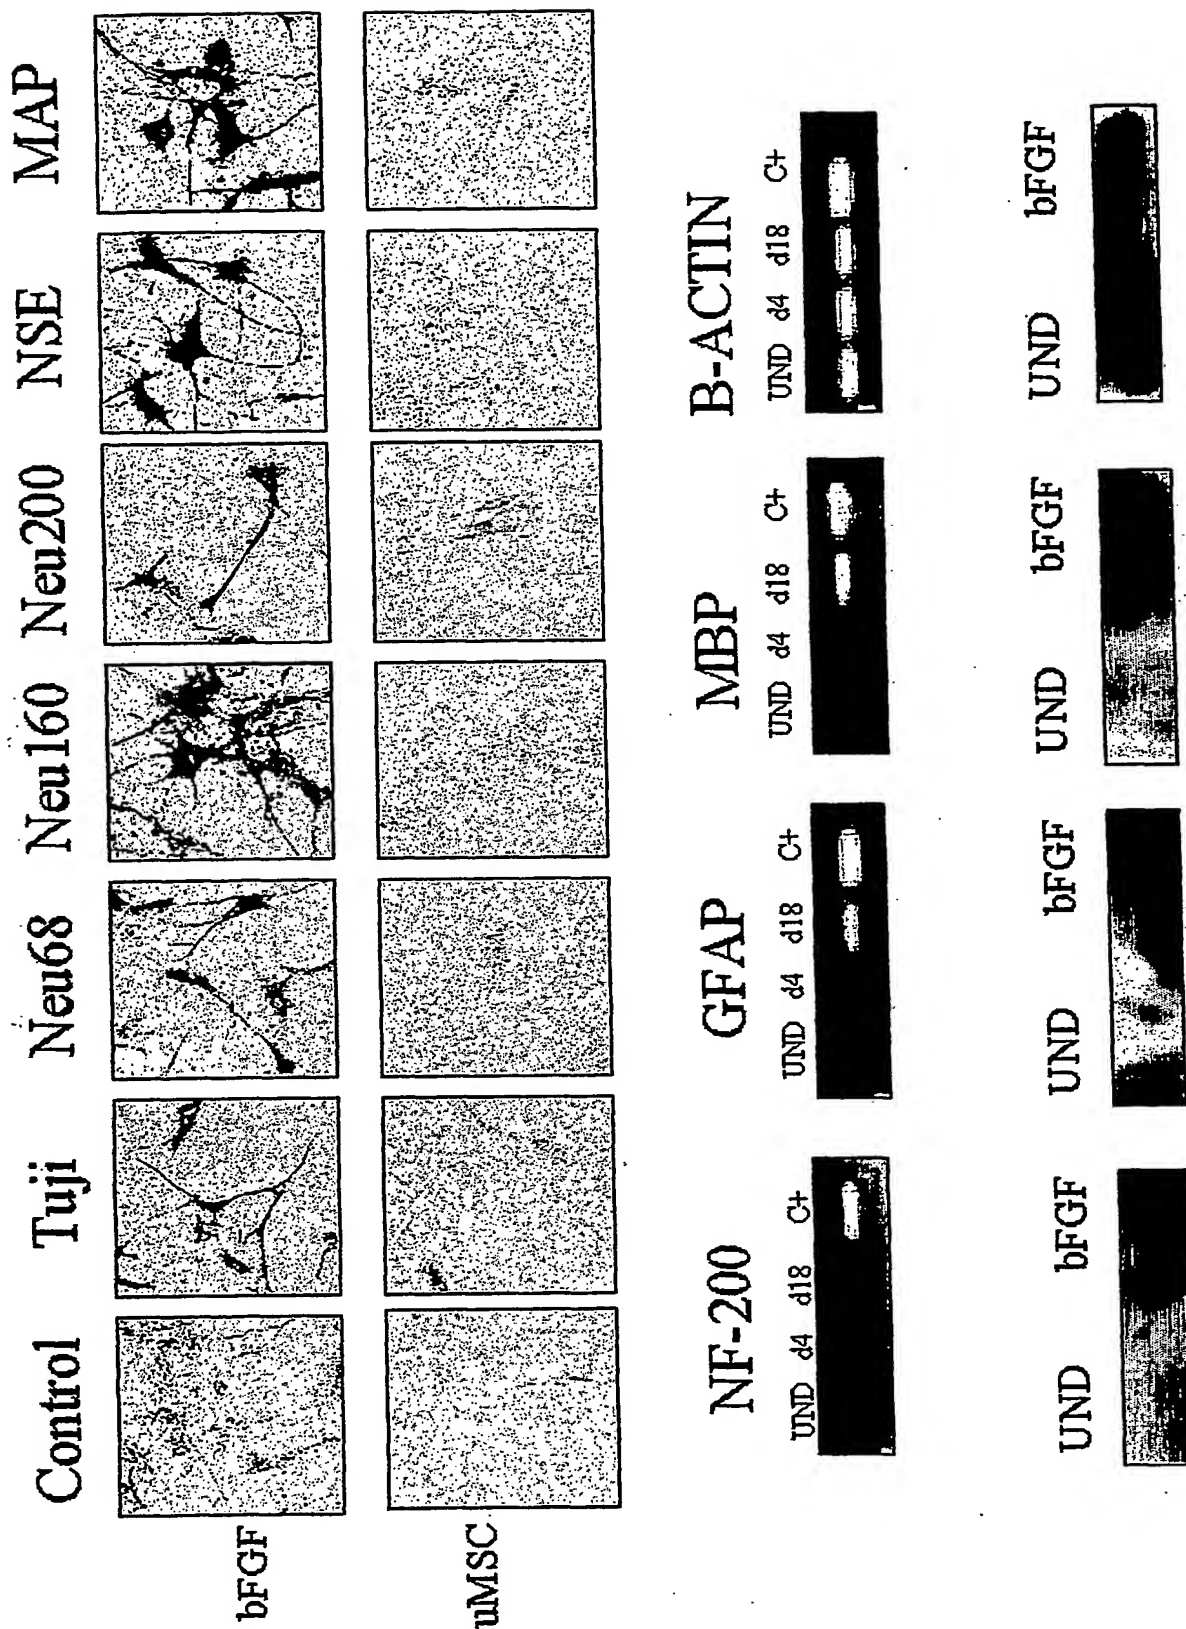 Control Tuji Neu68 Neu160 Neu200 NSE MAP
bFGF
uMSC
NF-200 GFAP MBP B-ACTIN
UND d4 d18 C+ UND d4 d18 C+ UND d4 d18 C+ UND d4 d18 C+
UND bFGF UND bFGF UND bFGF UND bFGF